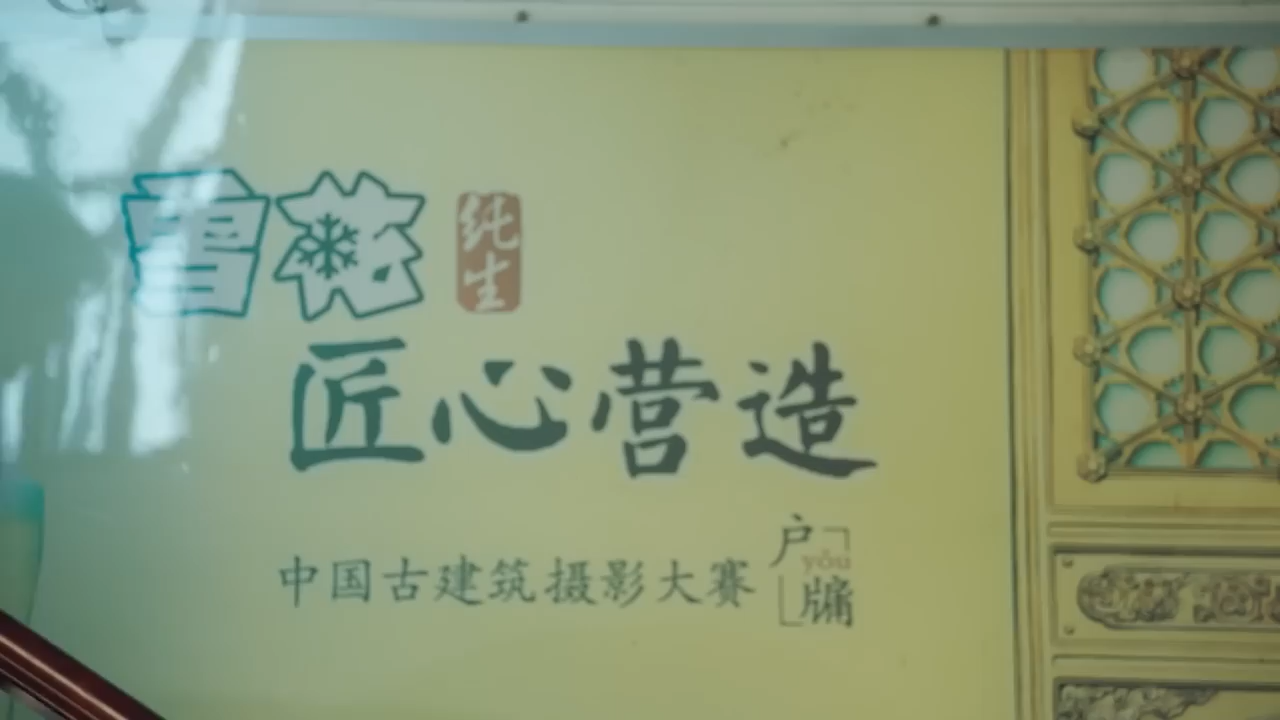 雪花 纯生
匠心营造
中国古建筑摄影大赛 户牖
yǒu